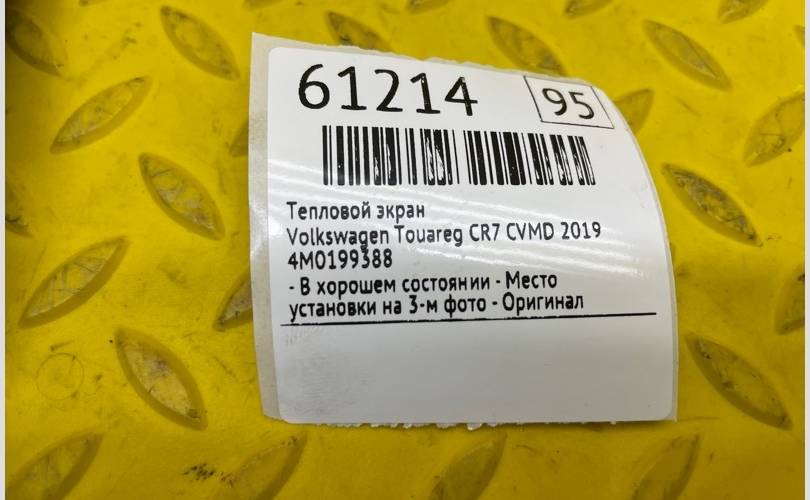 61214 95
Тепловой экран
Volkswagen Touareg CR7 CVMD 2019
4M0199388
- В хорошем состоянии - Место
установки на 3-м фото - Оригинал